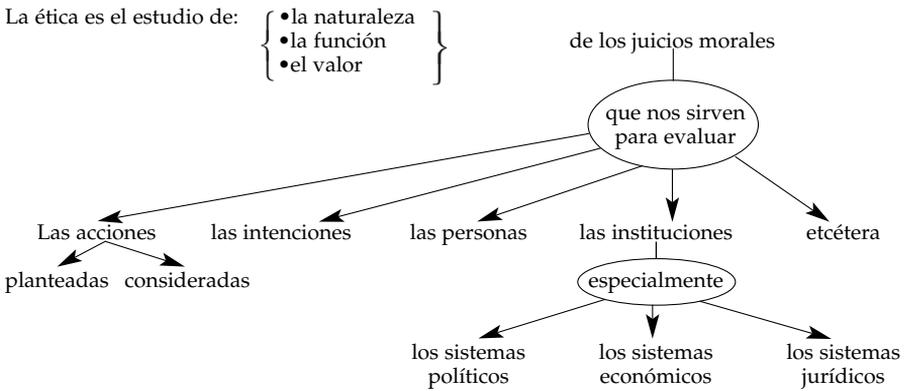 La ética es el estudio de:
•la naturaleza
•la función
•el valor
de los juicios morales
que nos sirven
para evaluar
Las acciones
las intenciones
las personas
las instituciones
etcétera
planteadas
consideradas
especialmente
los sistemas
políticos
los sistemas
económicos
los sistemas
jurídicos